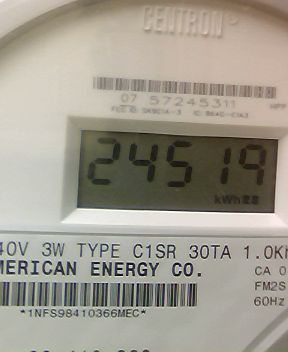 CENTRON
07 57245311
24519
kWh
40V 3W TYPE C1SR 30TA 1.0K
MERICAN ENERGY CO.
CA 0
FM2S
60Hz
*1NFS98410366MEC*